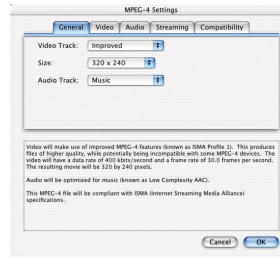 MPEG-4 Settings
General Video Audio Streaming Compatibility
Video Track: Improved
Size: 320 x 240
Audio Track: Music
Video will make use of improved MPEG-4 features (known as ISMA Profile 1). This produces
files of higher quality, while potentially being incompatible with some MPEG-4 devices. The
video will have a data rate of 400 kbits/second and a frame rate of 30.0 frames per second.
The resulting movie will be 320 by 240 pixels.
Audio will be optimized for music (known as Low Complexity AAC).
This MPEG-4 file will be compliant with ISMA (Internet Streaming Media Alliance)
specifications.
Cancel OK